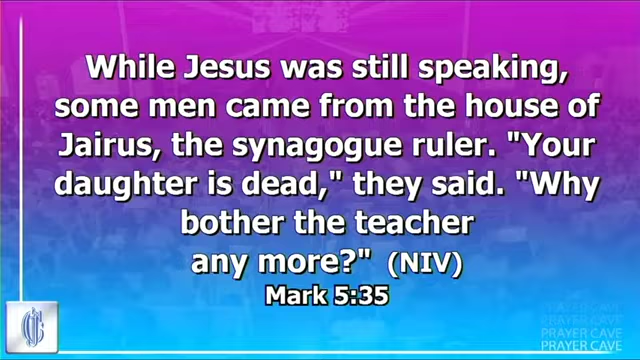 While Jesus was still speaking,
some men came from the house of
Jairus, the synagogue ruler. "Your
daughter is dead," they said. "Why
bother the teacher
any more?" (NIV)
Mark 5:35
PRAYER CAVE
PRAYER CAVE
PRAYER CAVE
PRAYER CAVE